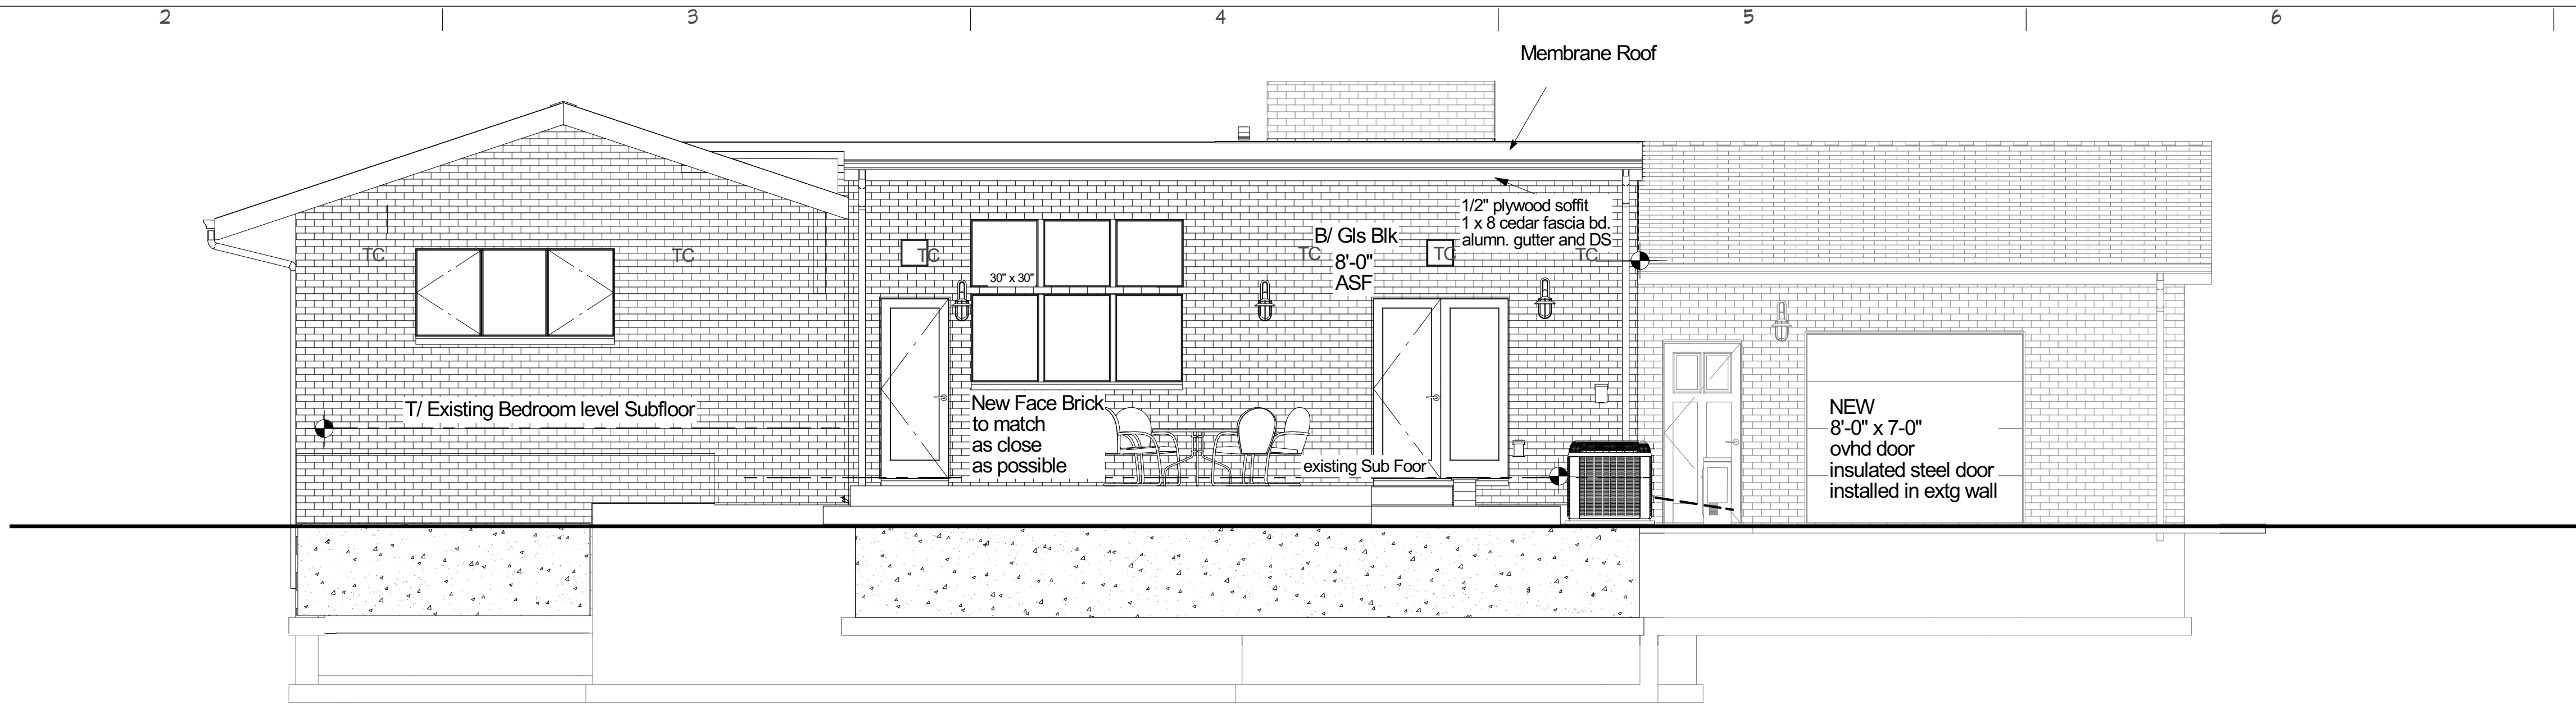 2 3 4 5 6
Membrane Roof
1/2" plywood soffit
1 x 8 cedar fascia bd.
alumn. gutter and DS
B/ Gls Blk
8'-0"
ASF
TC TC TC TC TC TC
30" x 30"
T/ Existing Bedroom level Subfloor
New Face Brick
to match
as close
as possible
existing Sub Foor
NEW
8'-0" x 7-0"
ovhd door
insulated steel door
installed in extg wall